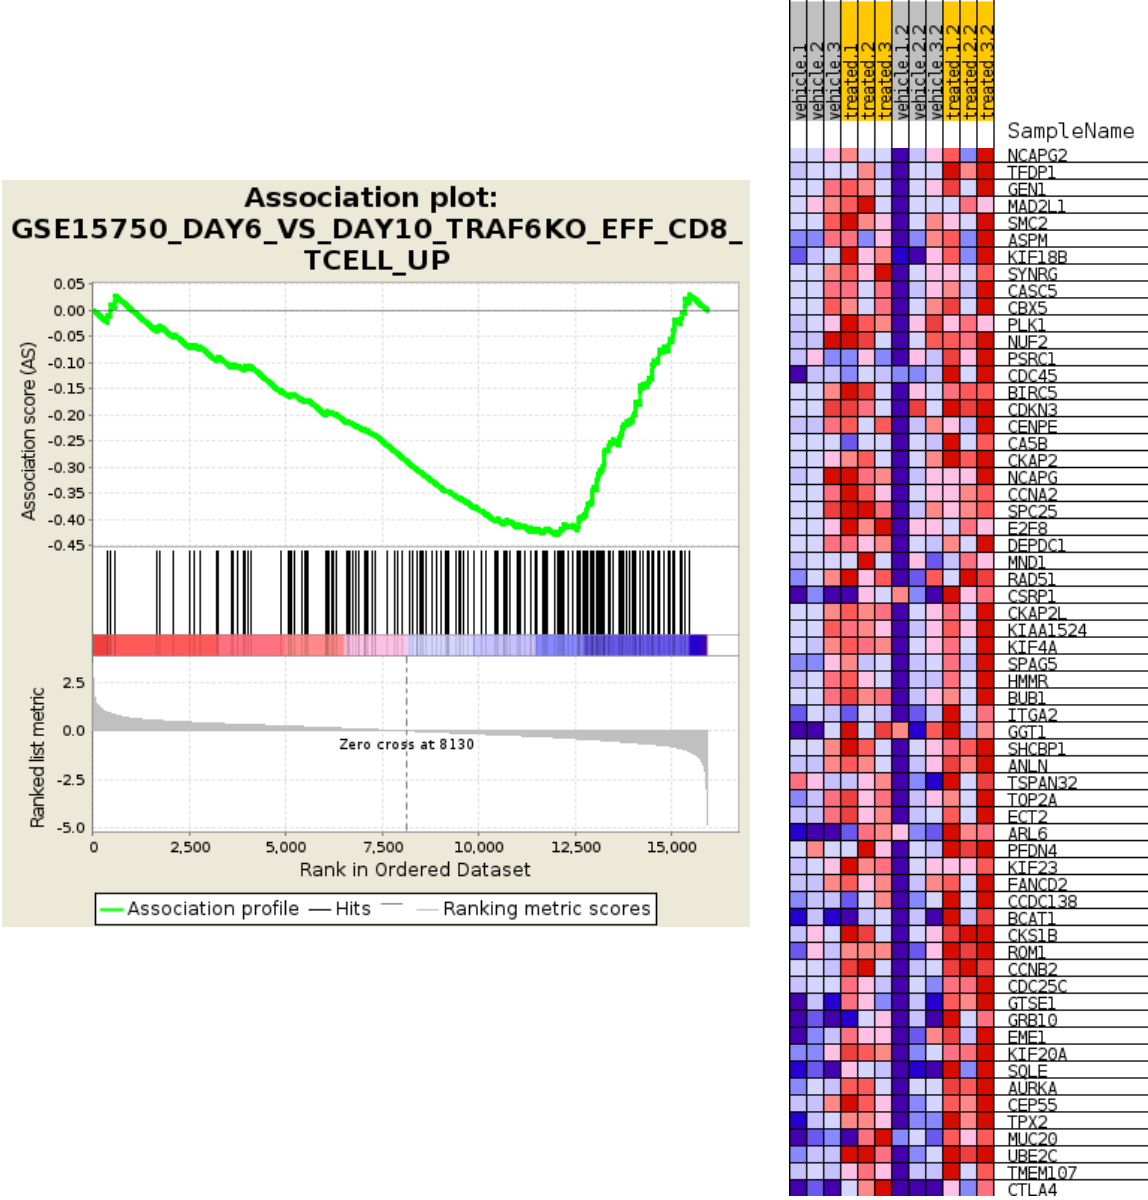 Association plot:
GSE15750_DAY6_VS_DAY10_TRAF6KO_EFF_CD8_
TCELL_UP
0.05
0.00
-0.05
-0.10
-0.15
-0.20
-0.25
-0.30
-0.35
-0.40
-0.45
Association score (AS)
2.5
0.0
-2.5
-5.0
Ranked list metric
Zero cross at 8130
0
2,500
5,000
7,500
10,000
12,500
15,000
Rank in Ordered Dataset
Association profile
Hits
Ranking metric scores
vehicle.1
vehicle.2
vehicle.3
treated.1
treated.2
treated.3
vehicle.1.2
vehicle.2.2
vehicle.3.2
treated.1.2
treated.2.2
treated.3.2
SampleName
NCAPG2
TFDP1
GEN1
MAD2L1
SMC2
ASPM
KIF18B
SYNRG
CASC5
CBX5
PLK1
NUF2
PSRC1
CDC45
BIRC5
CDKN3
CENPE
CA5B
CKAP2
NCAPG
CCNA2
SPC25
E2F8
DEPDC1
MND1
RAD51
CSRP1
CKAP2L
KIAA1524
KIF4A
SPAG5
HMMR
BUB1
ITGA2
GGT1
SHCBP1
ANLN
TSPAN32
TOP2A
ECT2
ARL6
PFDN4
KIF23
FANCD2
CCDC138
BCAT1
CKS1B
ROM1
CCNB2
CDC25C
GTSE1
GRB10
EME1
KIF20A
SQLE
AURKA
CEP55
TPX2
MUC20
UBE2C
TMEM107
CTLA4